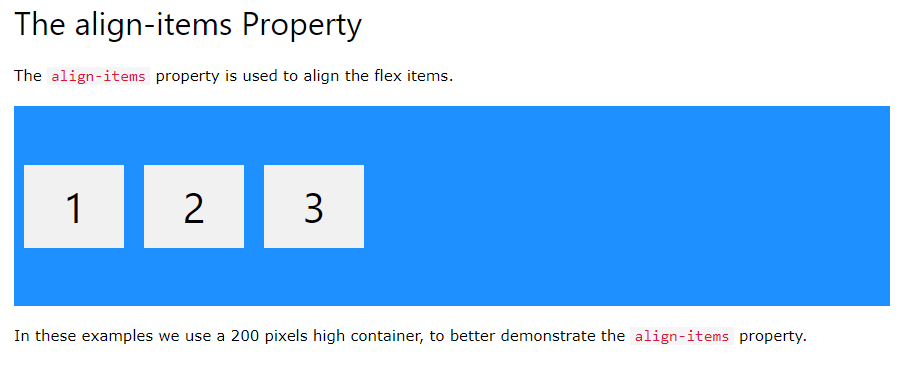 The align-items Property
The align-items property is used to align the flex items.
1 2 3
In these examples we use a 200 pixels high container, to better demonstrate the align-items property.